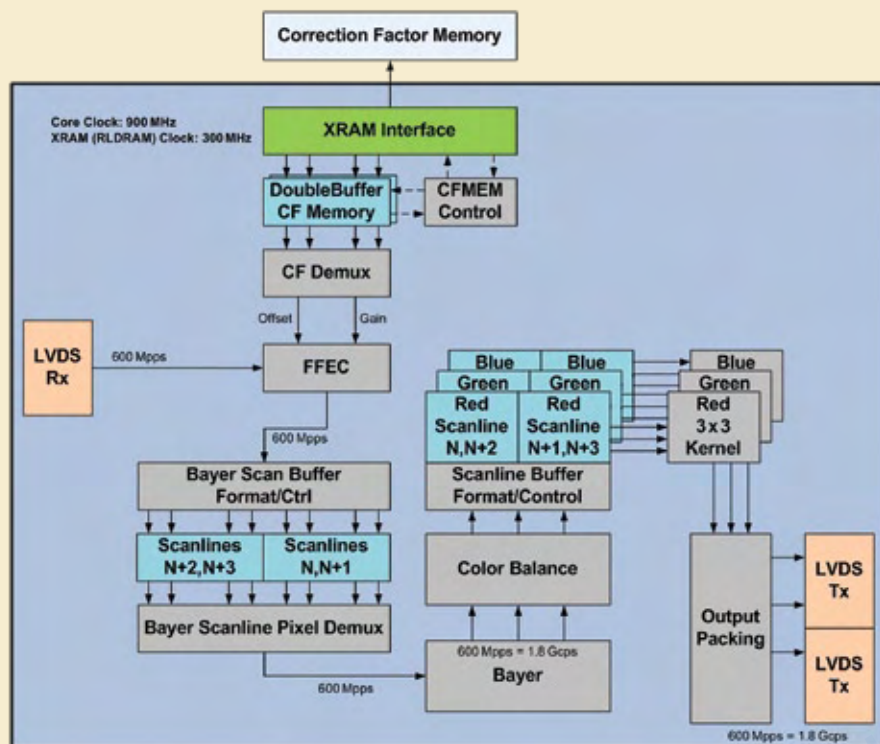 Correction Factor Memory
Core Clock: 900 MHz
XRAM (RLDRAM) Clock: 300 MHz
XRAM Interface
DoubleBuffer
CF Memory
CFMEM
Control
CF Demux
Offset
Gain
LVDS
Rx
600 Mpps
FFEC
600 Mpps
Bayer Scan Buffer
Format/Ctrl
Scanlines
N+2,N+3
Scanlines
N,N+1
Bayer Scanline Pixel Demux
600 Mpps
Blue
Blue
Green
Green
Red
Scanline
N,N+2
Red
Scanline
N+1,N+3
Scanline Buffer
Format/Control
Color Balance
600 Mpps = 1.8 Gcps
Bayer
Blue
Green
Red
3 x 3
Kernel
Output
Packing
LVDS
Tx
LVDS
Tx
600 Mpps = 1.8 Gcps